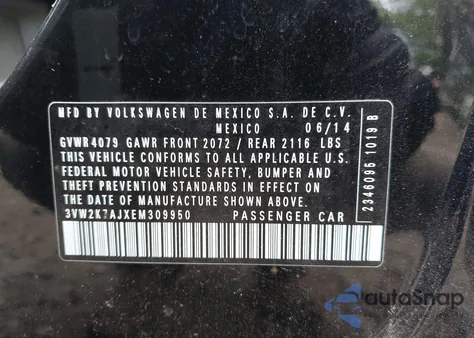 MFD BY VOLKSWAGEN DE MEXICO S.A. DE C.V.
MEXICO 06/14
GVWR 4079 GAWR FRONT 2072 / REAR 2116 LBS
THIS VEHICLE CONFORMS TO ALL APPLICABLE U.S.
FEDERAL MOTOR VEHICLE SAFETY, BUMPER AND
THEFT PREVENTION STANDARDS IN EFFECT ON
THE DATE OF MANUFACTURE SHOWN ABOVE.
3VW2K7AJXEM309950 PASSENGER CAR
2346095 1019 B
autoSnap